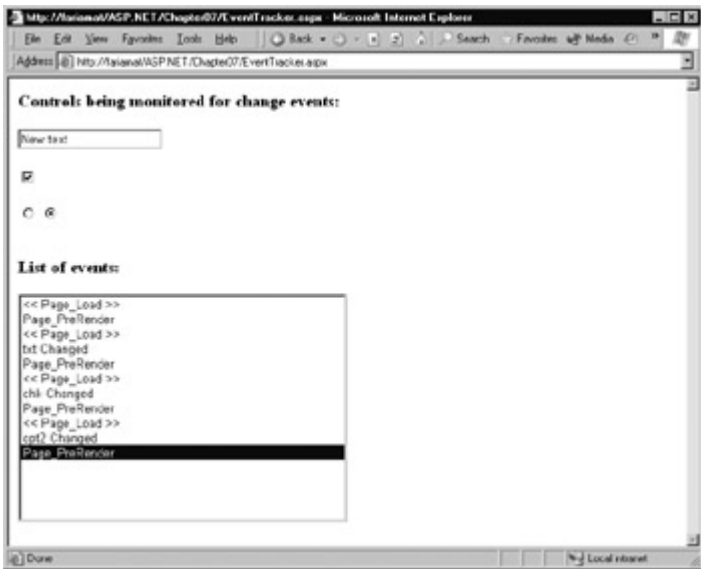 http://fariamat/ASP.NET/Chapter07/EventTracker.aspx - Microsoft Internet Explorer
File Edit View Favorites Tools Help Back Search Favorites Media »
Address http://fariamat/ASP.NET/Chapter07/EventTracker.aspx
Controls being monitored for change events:
New text
List of events:
<< Page_Load >>
Page_PreRender
<< Page_Load >>
txt Changed
Page_PreRender
<< Page_Load >>
chk Changed
Page_PreRender
<< Page_Load >>
opt2 Changed
Page_PreRender
Done Local intranet